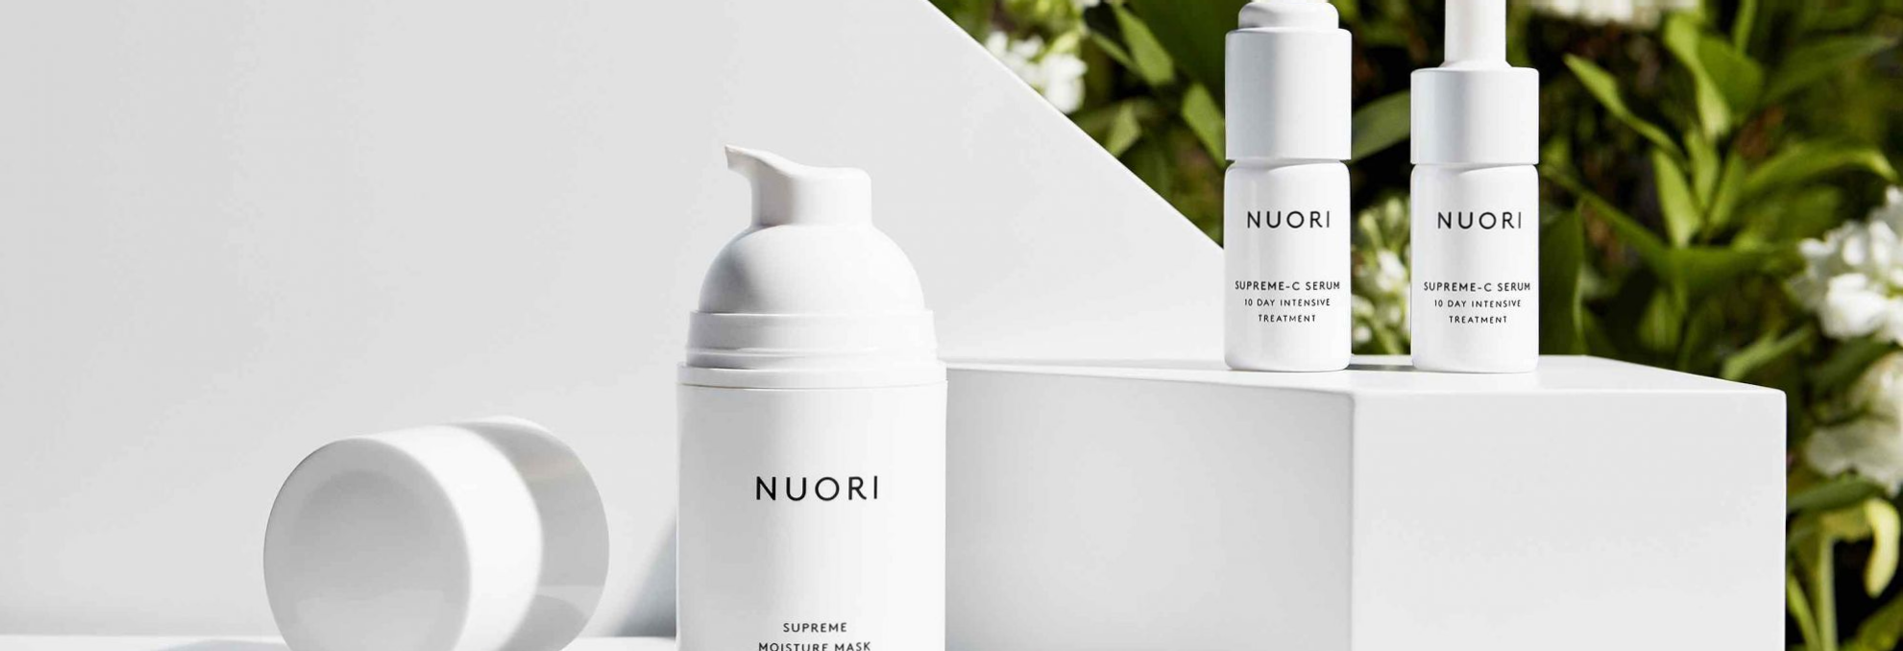 NUORI
SUPREME-C SERUM
10 DAY INTENSIVE
TREATMENT
NUORI
SUPREME-C SERUM
10 DAY INTENSIVE
TREATMENT
NUORI
SUPREME
MOISTURE MASK